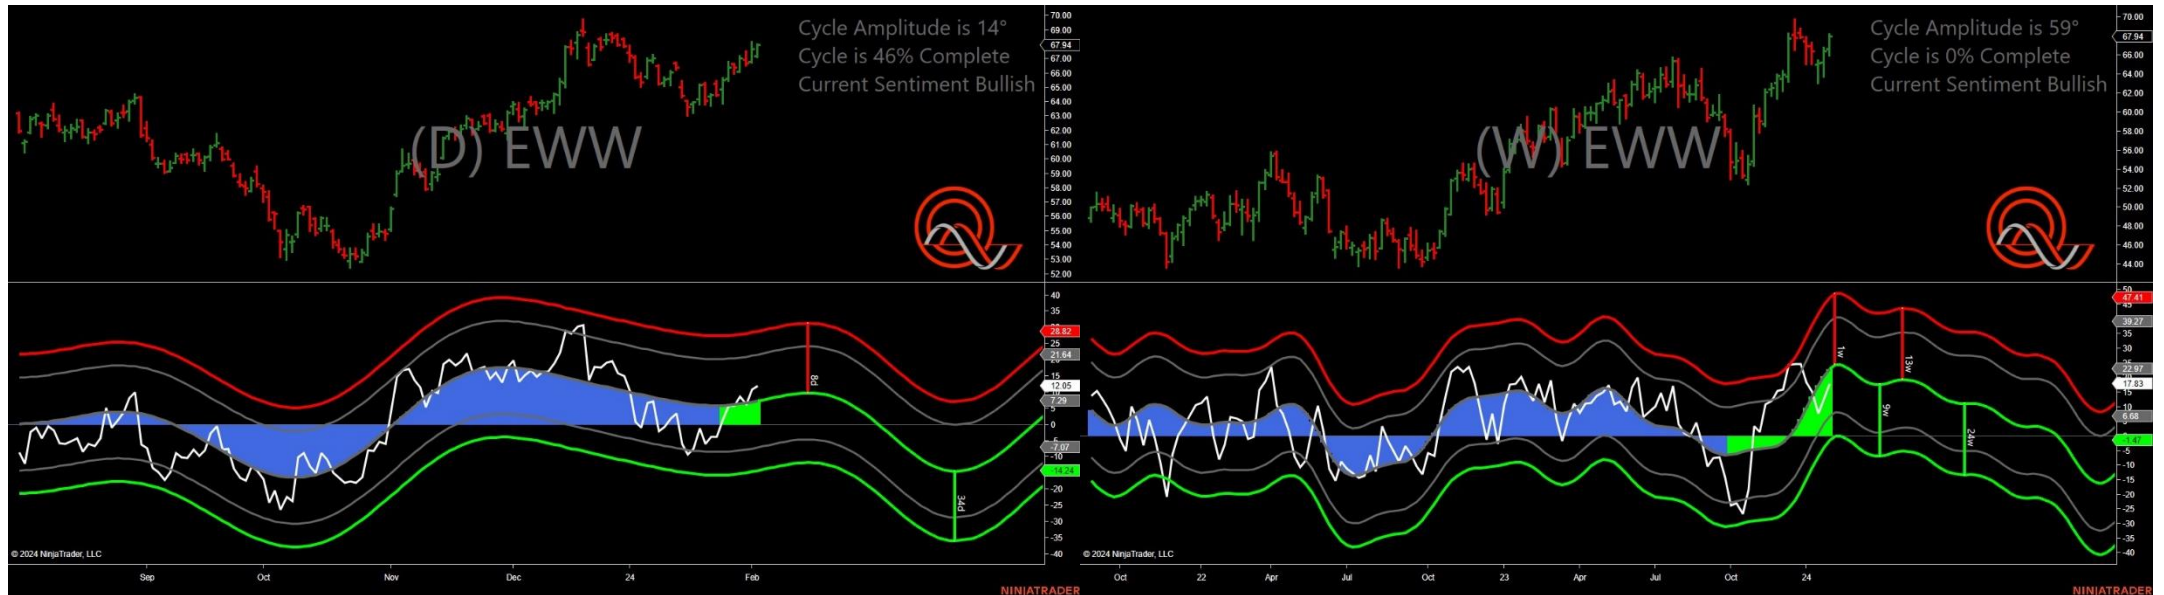 Cycle Amplitude is 14°
Cycle is 46% Complete
Current Sentiment Bullish
(D) EWW
70.00
67.94
67.00
66.00
65.00
64.00
63.00
62.00
61.00
60.00
59.00
58.00
57.00
56.00
55.00
54.00
53.00
52.00
40
35
28.82
25
21.64
15
12.05
7.29
5
0
-7.07
-10
-14.24
-20
-25
-30
-35
-40
8d
34d
© 2024 NinjaTrader, LLC
Sep
Oct
Nov
Dec
24
Feb
NINJATRADER
Cycle Amplitude is 59°
Cycle is 0% Complete
Current Sentiment Bullish
(W) EWW
70.00
67.94
66.00
64.00
62.00
60.00
58.00
56.00
54.00
52.00
50.00
48.00
46.00
44.00
50
47.41
45
39.27
35
30
25
22.97
17.83
10
6.68
-1.47
-5
-10
-15
-20
-25
-30
-35
-40
1w
13w
9w
24w
© 2024 NinjaTrader, LLC
Oct
22
Apr
Jul
Oct
23
Apr
Jul
Oct
24
NINJATRADER